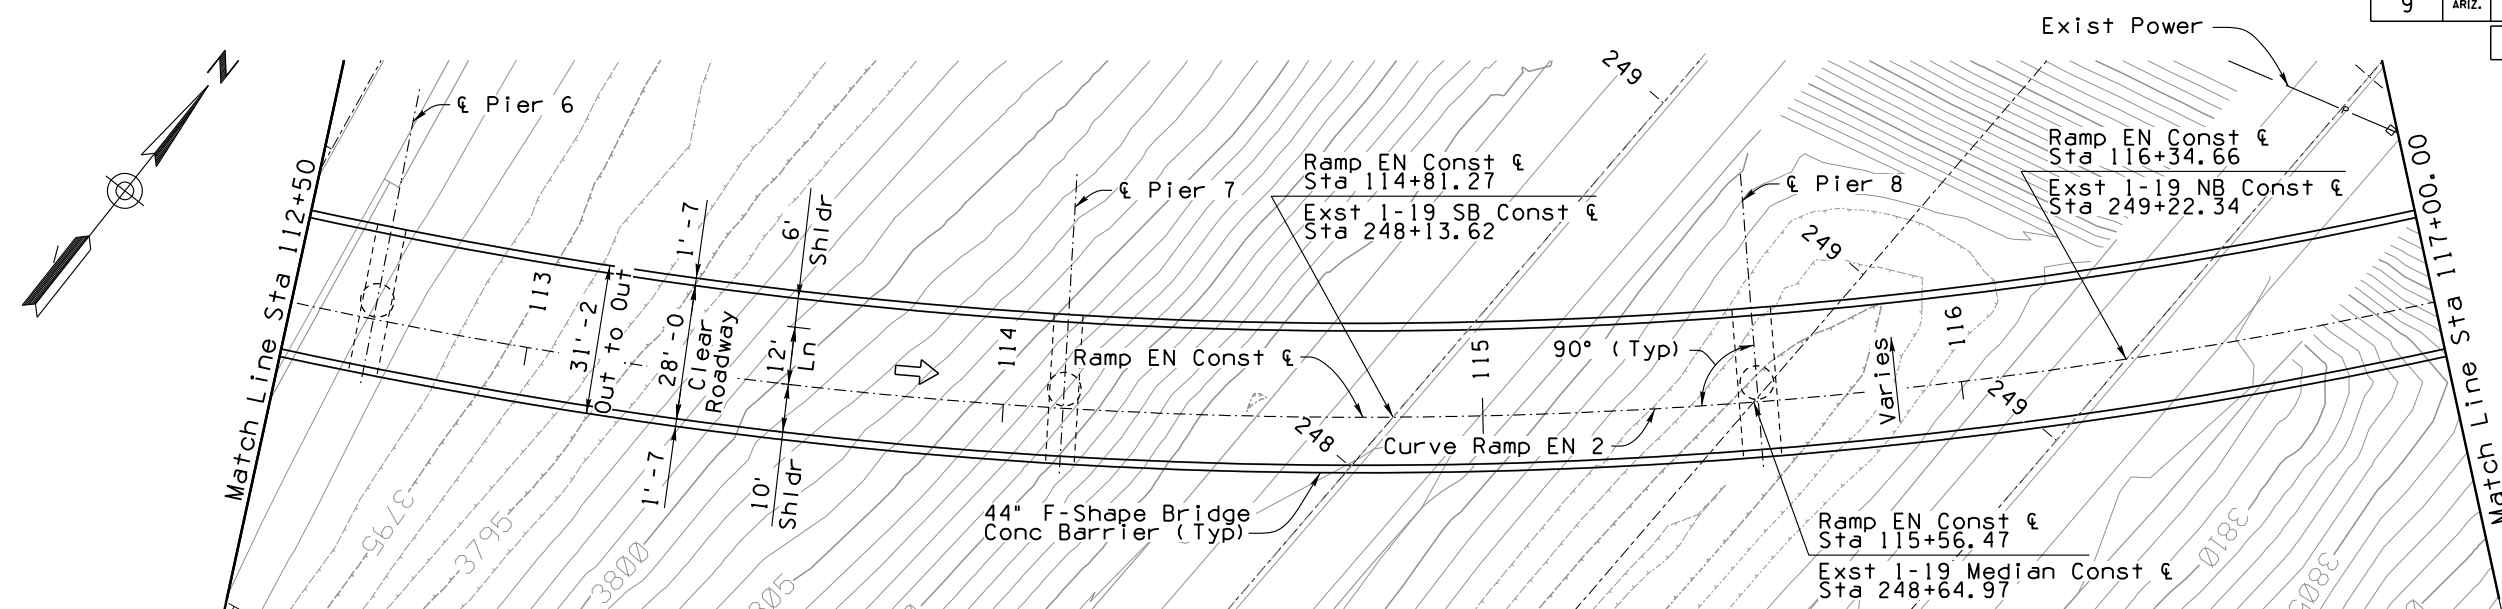 9
ARIZ.
Exist Power
N
249
℄ Pier 6
Ramp EN Const ℄
Sta 116+34.66
Exst 1-19 NB Const ℄
Sta 249+22.34
Ramp EN Const ℄
Sta 114+81.27
Exst 1-19 SB Const ℄
Sta 248+13.62
℄ Pier 7
℄ Pier 8
Match Line Sta 112+50
1'-7
6'
Shldr
249
113
31'-2
Out to Out
28'-0
Clear
Roadway
12'
Ln
114
Ramp EN Const ℄
115
90° (Typ)
116
Varies
249
248
Curve Ramp EN 2
1'-7
10'
Shldr
44" F-Shape Bridge
Conc Barrier (Typ)
Ramp EN Const ℄
Sta 115+56.47
Exst 1-19 Median Const ℄
Sta 248+64.97
Match Line Sta 117+00.00
3795
3795
3800
3810